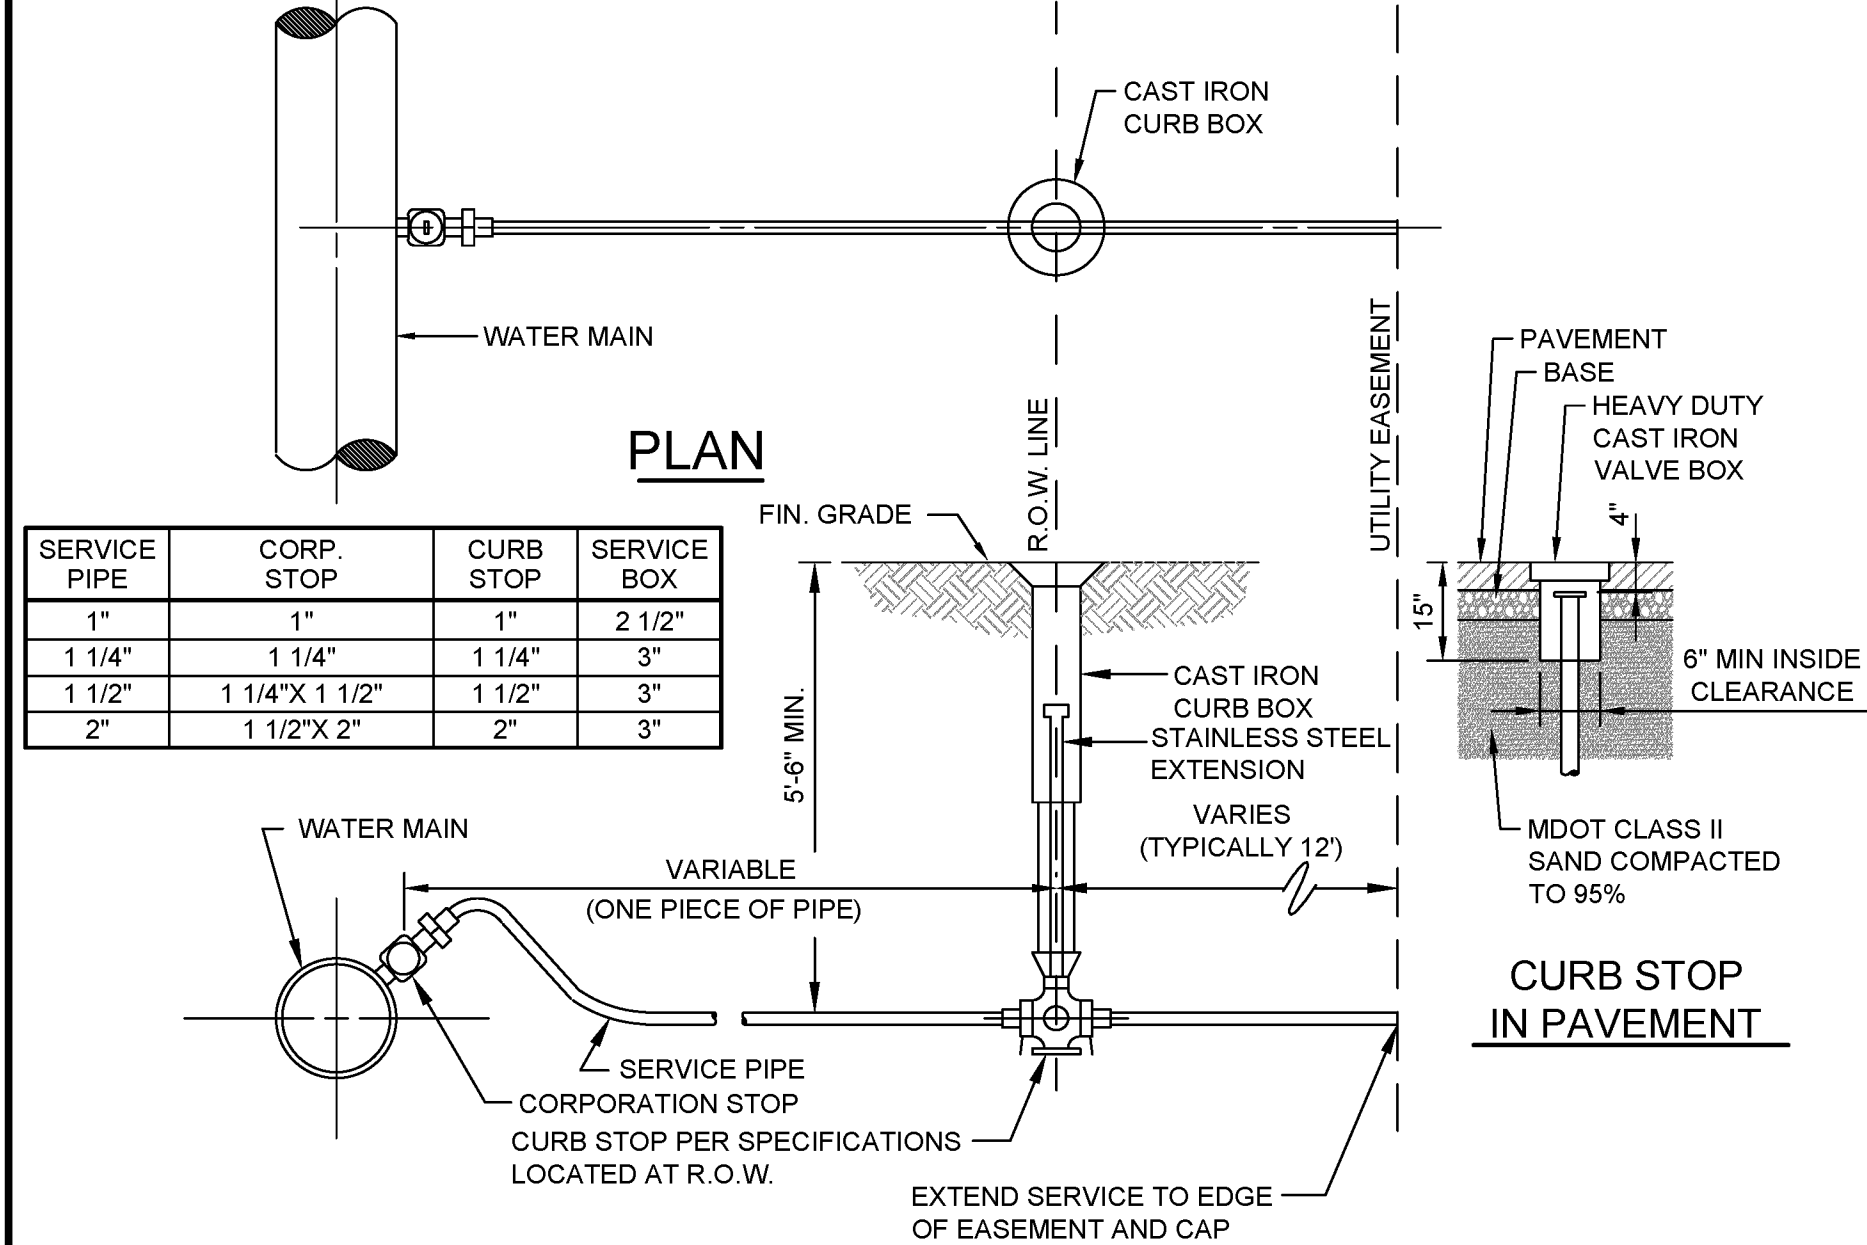 CAST IRON
CURB BOX
WATER MAIN
PLAN
R.O.W. LINE
UTILITY EASEMENT
PAVEMENT
BASE
HEAVY DUTY
CAST IRON
VALVE BOX
4"
15"
6" MIN INSIDE
CLEARANCE
MDOT CLASS II
SAND COMPACTED
TO 95%
CURB STOP
IN PAVEMENT
SERVICE PIPE CORP. STOP CURB STOP SERVICE BOX
1" 1" 1" 2 1/2"
1 1/4" 1 1/4" 1 1/4" 3"
1 1/2" 1 1/4"X 1 1/2" 1 1/2" 3"
2" 1 1/2"X 2" 2" 3"
FIN. GRADE
5'-6" MIN.
CAST IRON
CURB BOX
STAINLESS STEEL
EXTENSION
VARIES
(TYPICALLY 12')
WATER MAIN
VARIABLE
(ONE PIECE OF PIPE)
SERVICE PIPE
CORPORATION STOP
CURB STOP PER SPECIFICATIONS
LOCATED AT R.O.W.
EXTEND SERVICE TO EDGE
OF EASEMENT AND CAP